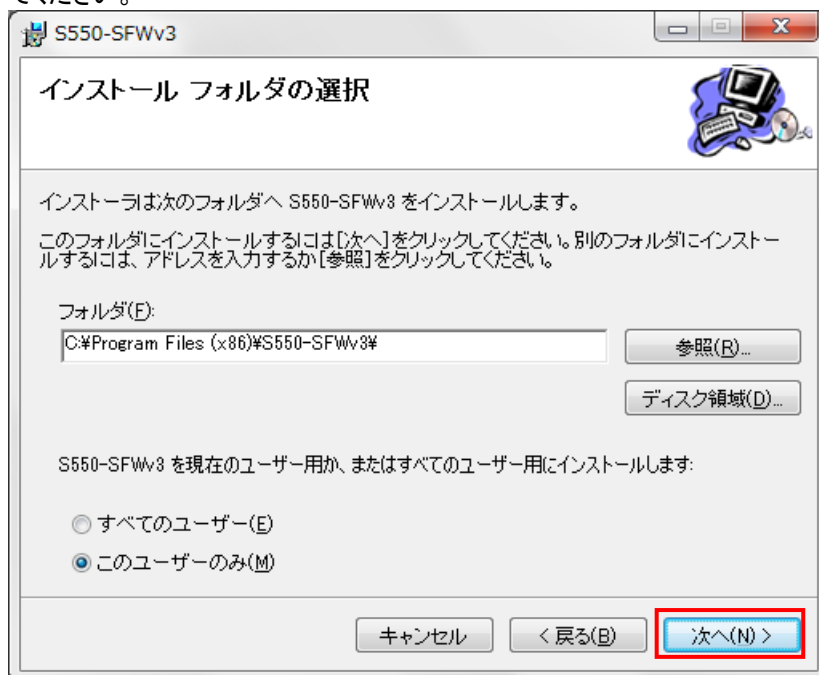 てください。
S550-SFWv3
インストール フォルダの選択
インストーラは次のフォルダへ S550-SFWv3 をインストールします。
このフォルダにインストールするには[次へ]をクリックしてください。別のフォルダにインストー
ルするには、アドレスを入力するか[参照]をクリックしてください。
フォルダ(F):
C:¥Program Files (x86)¥S550-SFWv3¥
参照(R)...
ディスク領域(D)...
S550-SFWv3 を現在のユーザー用か、またはすべてのユーザー用にインストールします:
すべてのユーザー(E)
このユーザーのみ(M)
キャンセル
< 戻る(B)
次へ(N) >